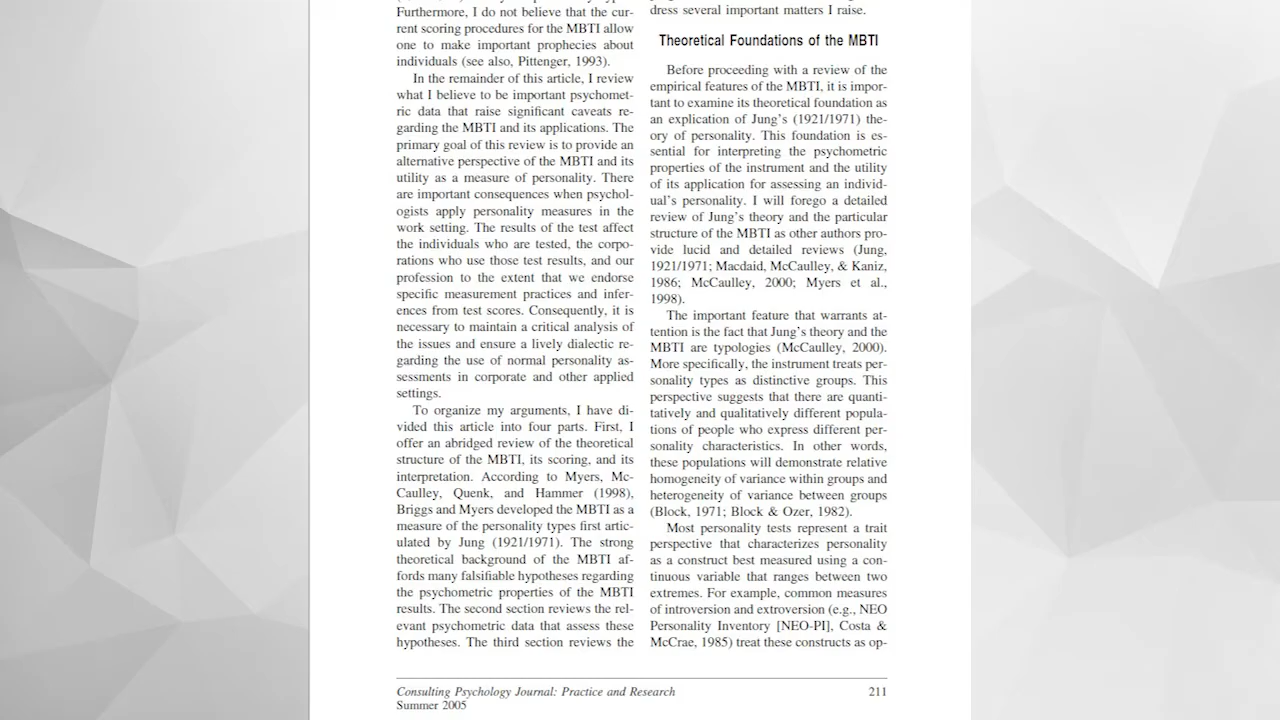 Furthermore, I do not believe that the cur-
rent scoring procedures for the MBTI allow
one to make important prophecies about
individuals (see also, Pittenger, 1993).
In the remainder of this article, I review
what I believe to be important psychomet-
ric data that raise significant caveats re-
garding the MBTI and its applications. The
primary goal of this review is to provide an
alternative perspective of the MBTI and its
utility as a measure of personality. There
are important consequences when psychol-
ogists apply personality measures in the
work setting. The results of the test affect
the individuals who are tested, the corpo-
rations who use those test results, and our
profession to the extent that we endorse
specific measurement practices and infer-
ences from test scores. Consequently, it is
necessary to maintain a critical analysis of
the issues and ensure a lively dialectic re-
garding the use of normal personality as-
sessments in corporate and other applied
settings.
To organize my arguments, I have di-
vided this article into four parts. First, I
offer an abridged review of the theoretical
structure of the MBTI, its scoring, and its
interpretation. According to Myers, Mc-
Caulley, Quenk, and Hammer (1998),
Briggs and Myers developed the MBTI as a
measure of the personality types first artic-
ulated by Jung (1921/1971). The strong
theoretical background of the MBTI af-
fords many falsifiable hypotheses regarding
the psychometric properties of the MBTI
results. The second section reviews the rel-
evant psychometric data that assess these
hypotheses. The third section reviews the
dress several important matters I raise.
Theoretical Foundations of the MBTI
Before proceeding with a review of the
empirical features of the MBTI, it is impor-
tant to examine its theoretical foundation as
an explication of Jung's (1921/1971) the-
ory of personality. This foundation is es-
sential for interpreting the psychometric
properties of the instrument and the utility
of its application for assessing an individ-
ual's personality. I will forego a detailed
review of Jung's theory and the particular
structure of the MBTI as other authors pro-
vide lucid and detailed reviews (Jung,
1921/1971; Macdaid, McCaulley, & Kaniz,
1986; McCaulley, 2000; Myers et al.,
1998).
The important feature that warrants at-
tention is the fact that Jung's theory and the
MBTI are typologies (McCaulley, 2000).
More specifically, the instrument treats per-
sonality types as distinctive groups. This
perspective suggests that there are quanti-
tatively and qualitatively different popula-
tions of people who express different per-
sonality characteristics. In other words,
these populations will demonstrate relative
homogeneity of variance within groups and
heterogeneity of variance between groups
(Block, 1971; Block & Ozer, 1982).
Most personality tests represent a trait
perspective that characterizes personality
as a construct best measured using a con-
tinuous variable that ranges between two
extremes. For example, common measures
of introversion and extroversion (e.g., NEO
Personality Inventory [NEO-PI], Costa &
McCrae, 1985) treat these constructs as op-
Consulting Psychology Journal: Practice and Research
Summer 2005
211